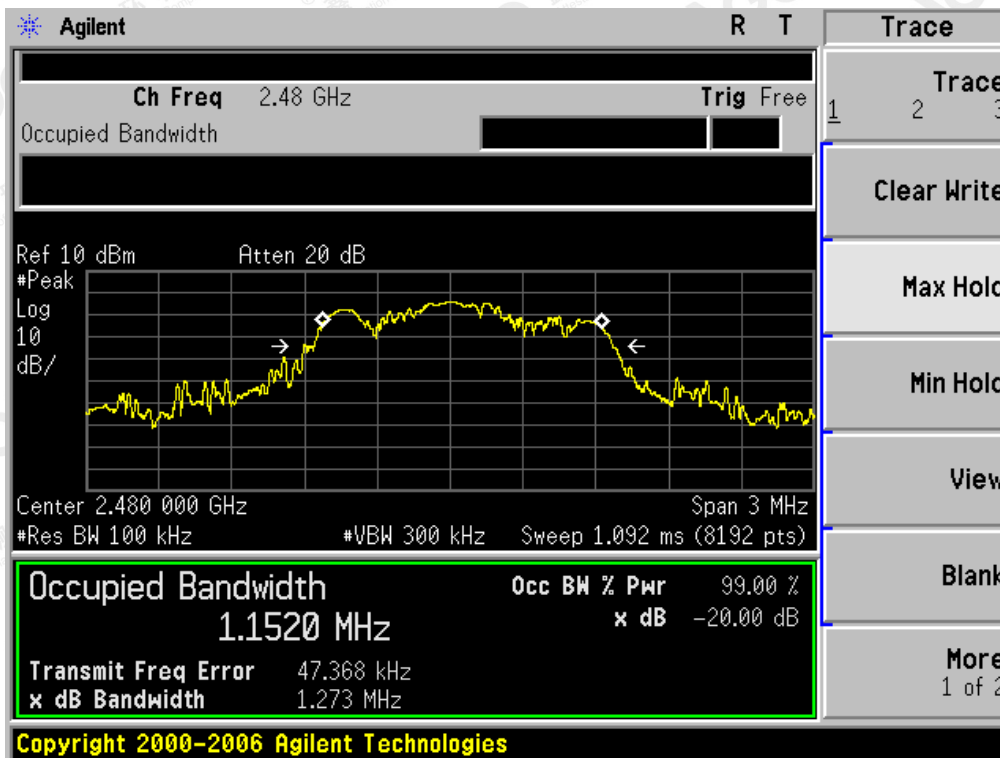 Agilent R T Trace
Ch Freq 2.48 GHz Trig Free
Occupied Bandwidth
Trace
1 2 3
Clear Write
Max Hold
Min Hold
View
Blank
More
1 of 2
Ref 10 dBm Atten 20 dB
#Peak
Log
10
dB/
Center 2.480 000 GHz Span 3 MHz
#Res BW 100 kHz #VBW 300 kHz Sweep 1.092 ms (8192 pts)
Occupied Bandwidth Occ BW % Pwr 99.00 %
1.1520 MHz x dB -20.00 dB
Transmit Freq Error 47.368 kHz
x dB Bandwidth 1.273 MHz
Copyright 2000-2006 Agilent Technologies